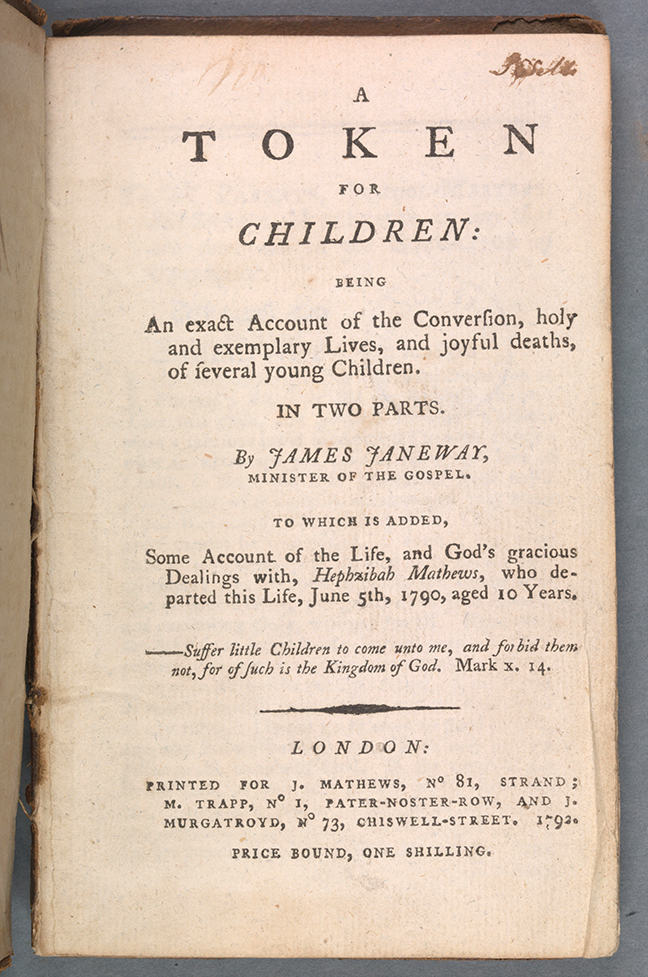 A
TOKEN
FOR
CHILDREN:
BEING
An exact Account of the Converſion, holy
and exemplary Lives, and joyful deaths,
of ſeveral young Children.
IN TWO PARTS.
By JAMES JANEWAY,
MINISTER OF THE GOSPEL.
TO WHICH IS ADDED,
Some Account of the Life, and God's gracious
Dealings with, Hephzibah Mathews, who de-
parted this Life, June 5th, 1790, aged 10 Years.
——Suffer little Children to come unto me, and forbid them
not, for of ſuch is the Kingdom of God. Mark x. 14.
LONDON:
PRINTED FOR J. MATHEWS, Nº 81, STRAND;
M. TRAPP, Nº 1, PATER-NOSTER-ROW, AND J.
MURGATROYD, Nº 73, CHISWELL-STREET. 1792.
PRICE BOUND, ONE SHILLING.